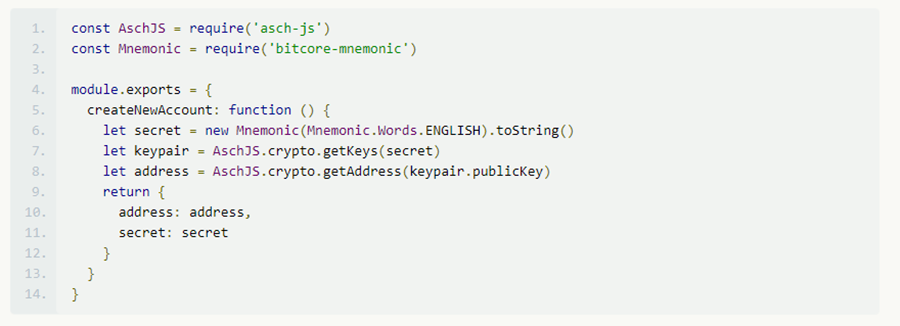 1. const AschJS = require('asch-js')
2. const Mnemonic = require('bitcore-mnemonic')
3.
4. module.exports = {
5.   createNewAccount: function () {
6.     let secret = new Mnemonic(Mnemonic.Words.ENGLISH).toString()
7.     let keypair = AschJS.crypto.getKeys(secret)
8.     let address = AschJS.crypto.getAddress(keypair.publicKey)
9.     return {
10.       address: address,
11.       secret: secret
12.     }
13.   }
14. }